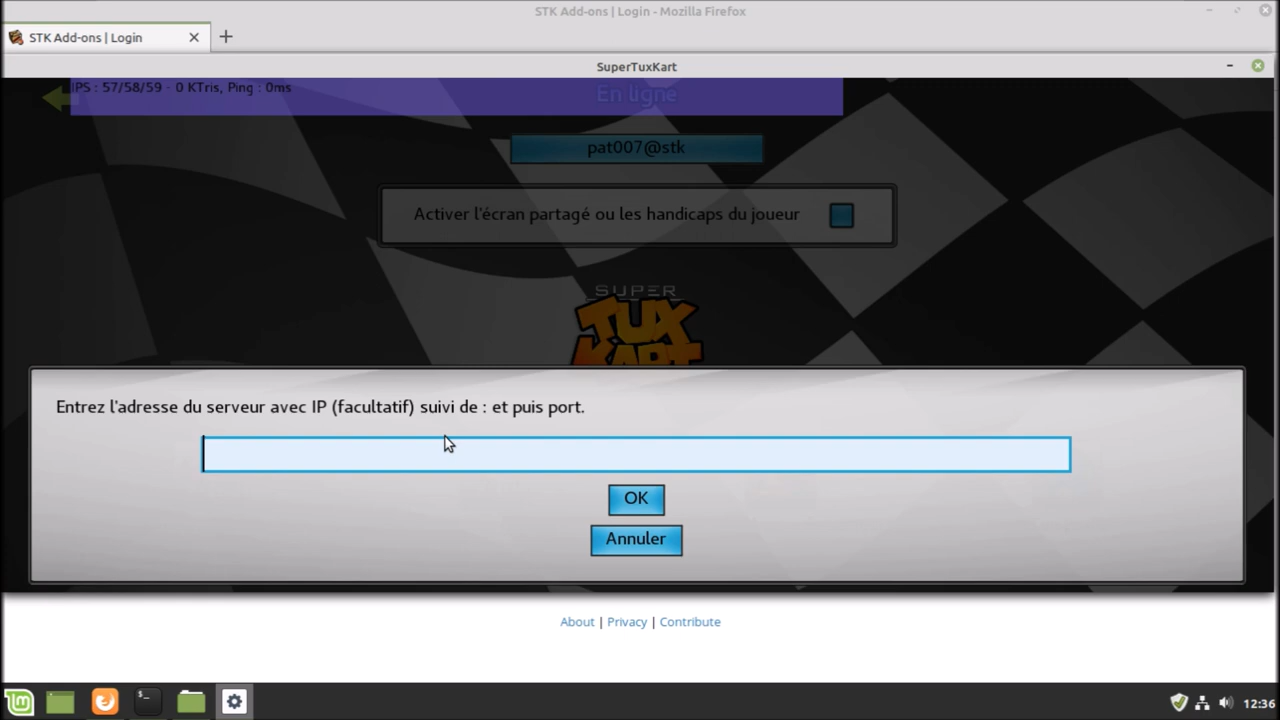 STK Add-ons | Login - Mozilla Firefox
STK Add-ons | Login
SuperTuxKart
IPS : 57/58/59 - 0 KTris, Ping : 0ms
En ligne
pat007@stk
Activer l'écran partagé ou les handicaps du joueur
SUPER
TUX
KART
Entrez l'adresse du serveur avec IP (facultatif) suivi de : et puis port.
OK
Annuler
About | Privacy | Contribute
12:36